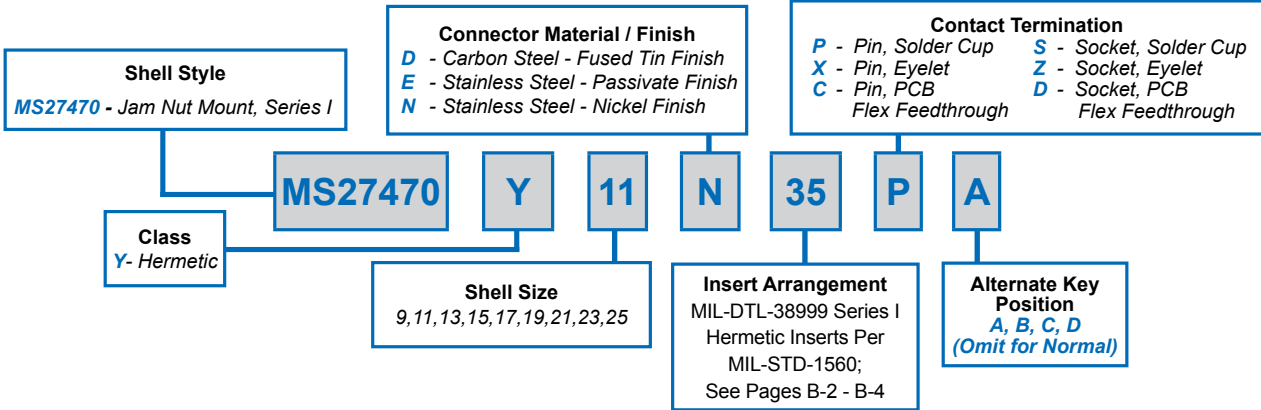 Shell Style
MS27470 - Jam Nut Mount, Series I
Connector Material / Finish
D - Carbon Steel - Fused Tin Finish
E - Stainless Steel - Passivate Finish
N - Stainless Steel - Nickel Finish
Contact Termination
P - Pin, Solder Cup
X - Pin, Eyelet
C - Pin, PCB
Flex Feedthrough
S - Socket, Solder Cup
Z - Socket, Eyelet
D - Socket, PCB
Flex Feedthrough
MS27470 Y 11 N 35 P A
Class
Y- Hermetic
Shell Size
9,11,13,15,17,19,21,23,25
Insert Arrangement
MIL-DTL-38999 Series I
Hermetic Inserts Per
MIL-STD-1560;
See Pages B-2 - B-4
Alternate Key
Position
A, B, C, D
(Omit for Normal)